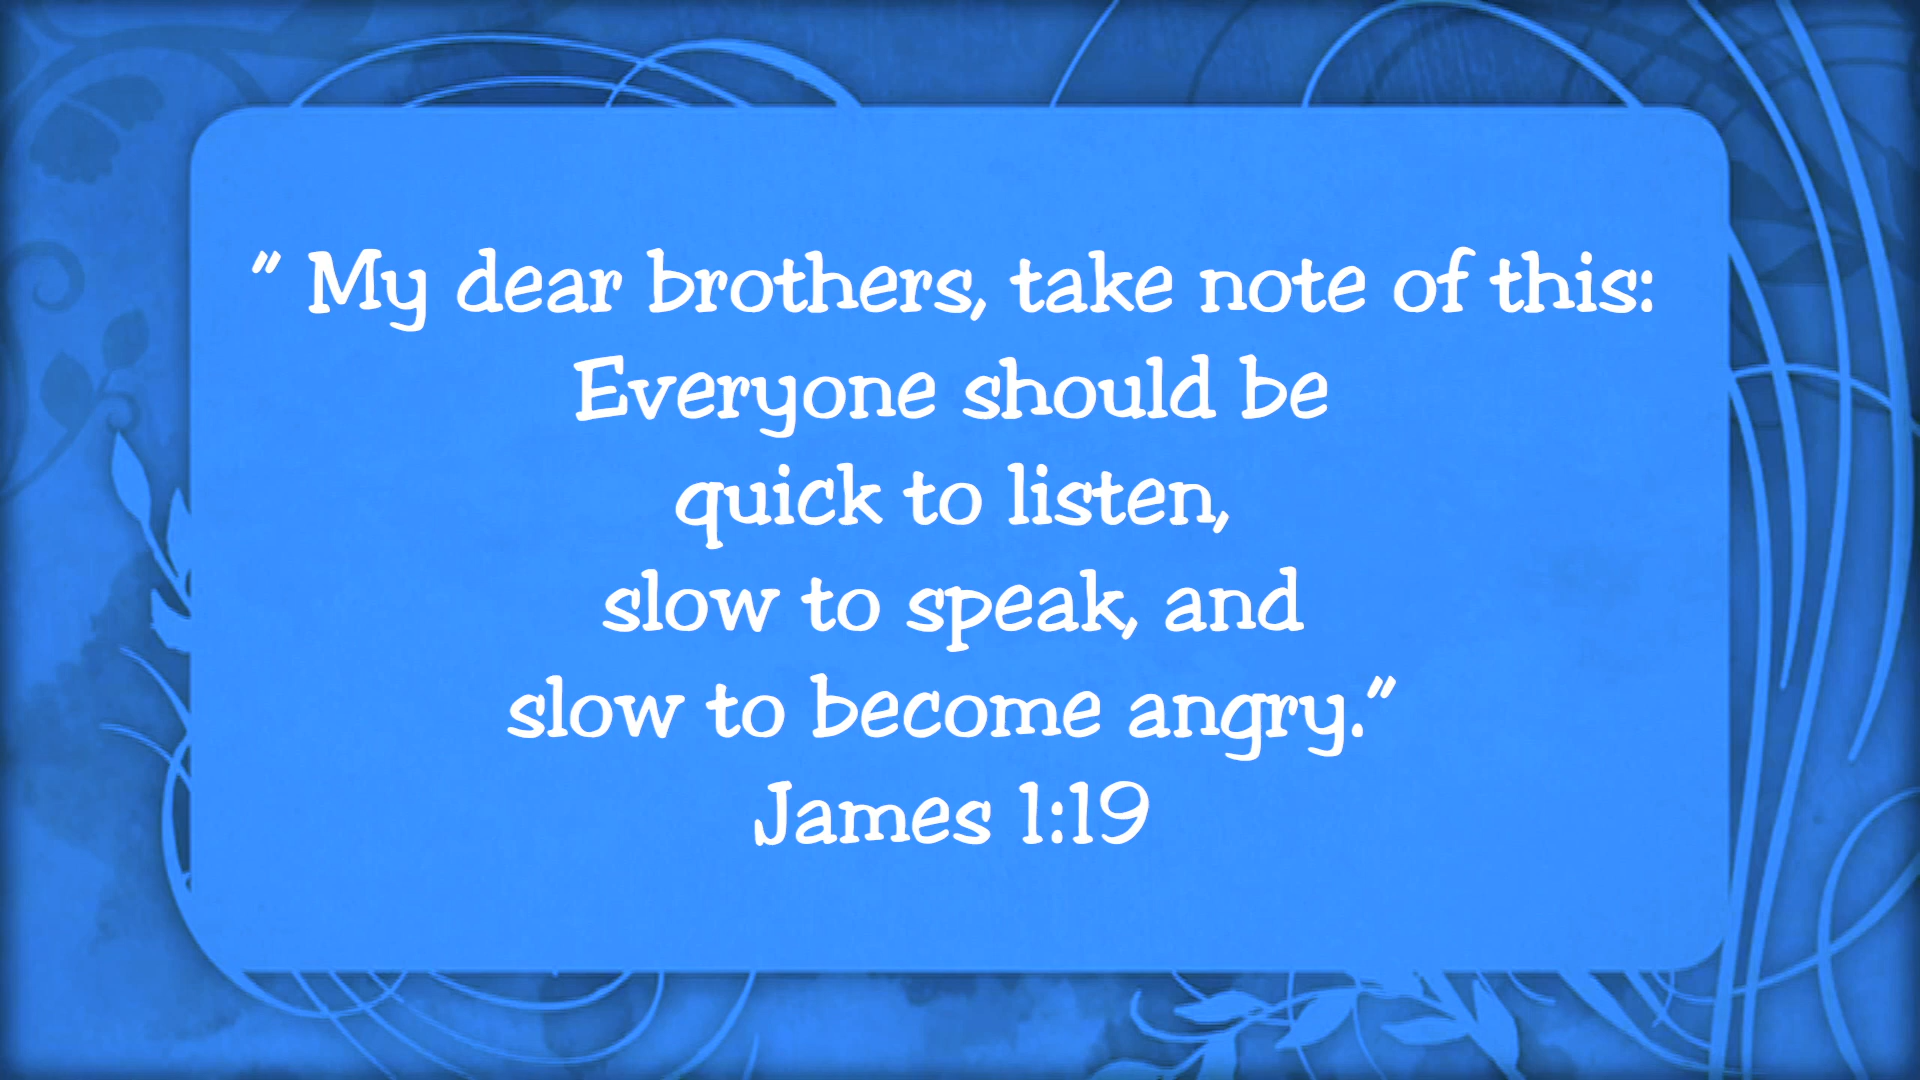 " My dear brothers, take note of this:
Everyone should be
quick to listen,
slow to speak, and
slow to become angry."
James 1:19